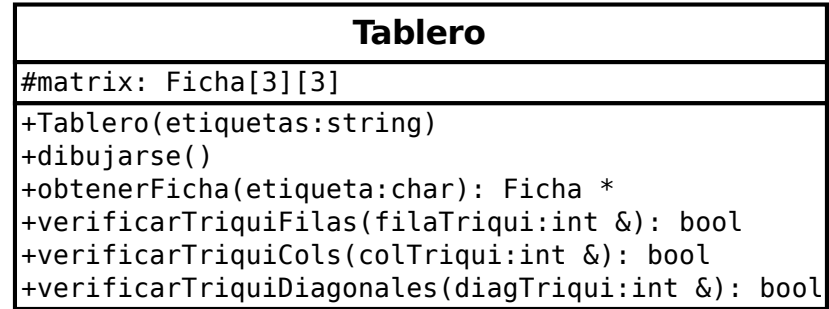 Tablero
#matrix: Ficha[3][3]
+Tablero(etiquetas:string)
+dibujarse()
+obtenerFicha(etiqueta:char): Ficha *
+verificarTriquiFilas(filaTriqui:int &): bool
+verificarTriquiCols(colTriqui:int &): bool
+verificarTriquiDiagonales(diagTriqui:int &): bool